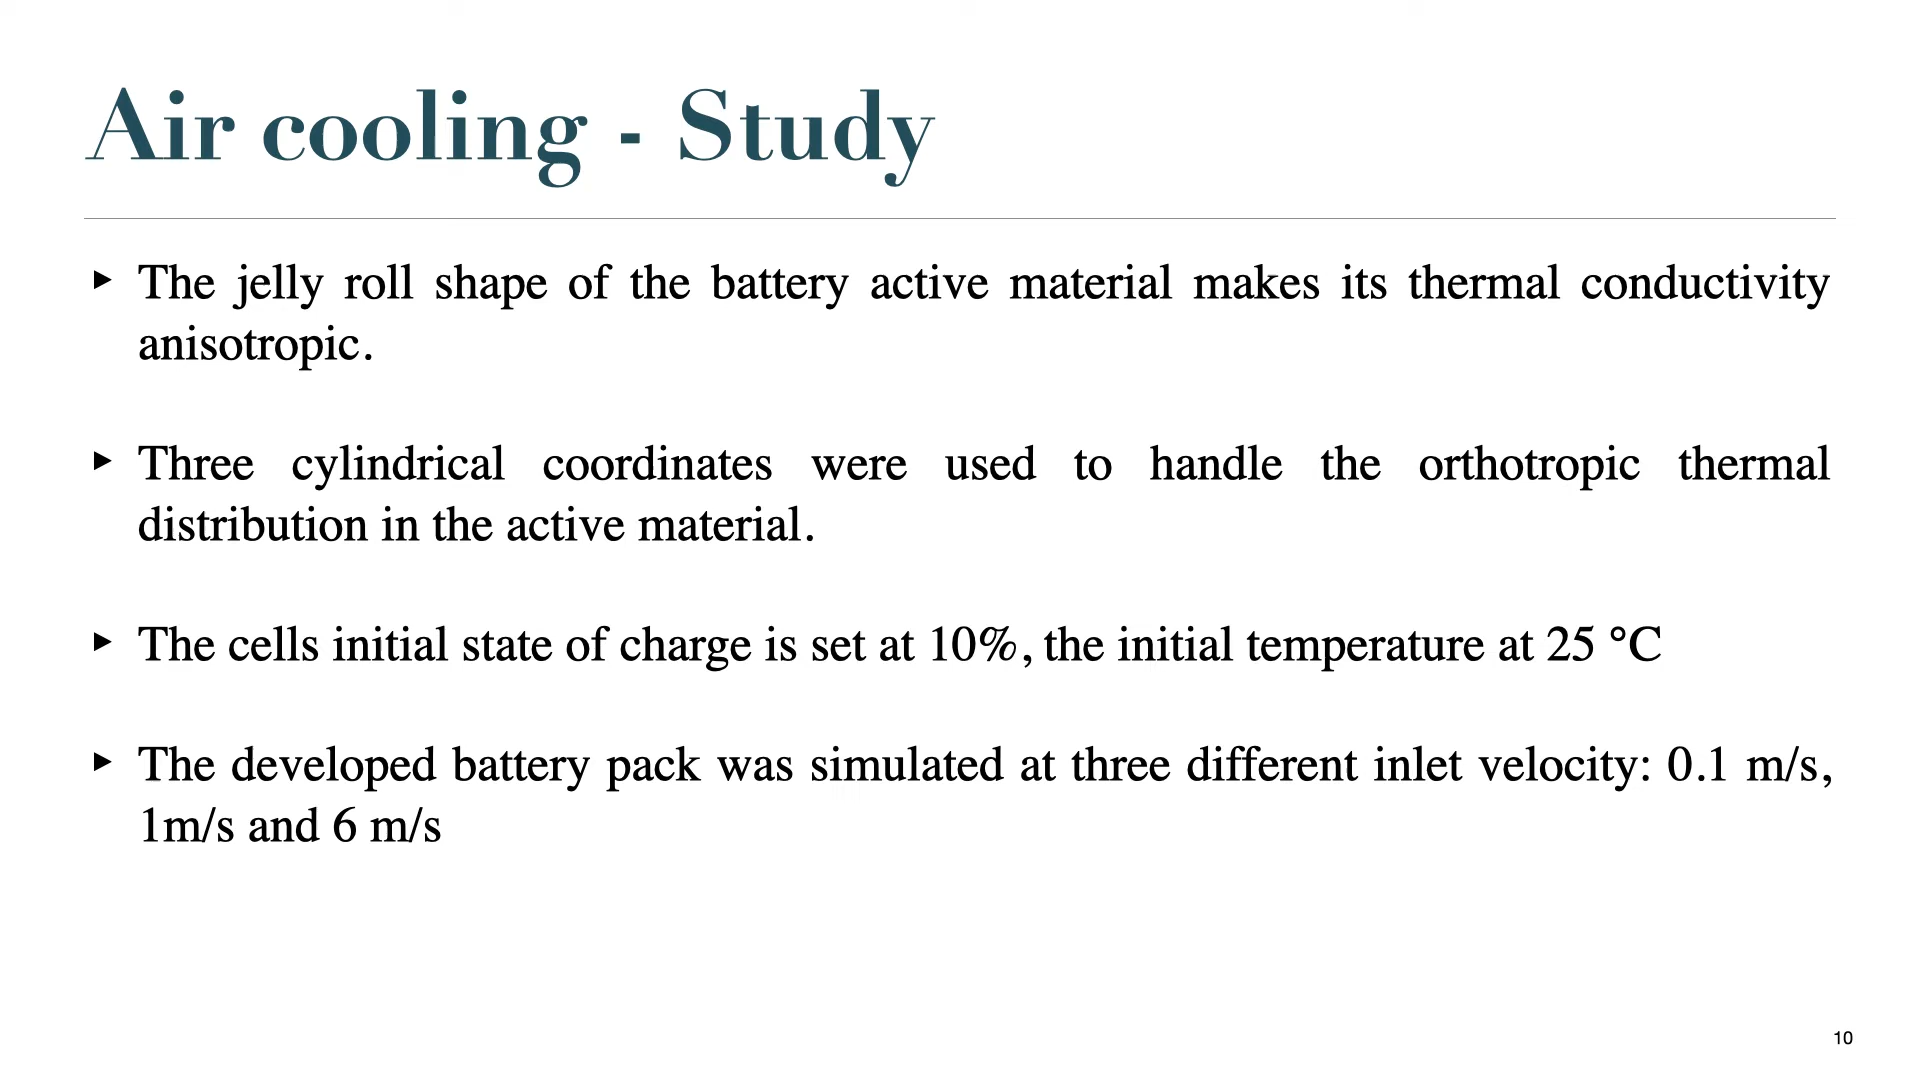 Air cooling - Study
‣ The jelly roll shape of the battery active material makes its thermal conductivity
anisotropic.
‣ Three cylindrical coordinates were used to handle the orthotropic thermal
distribution in the active material.
‣ The cells initial state of charge is set at 10%, the initial temperature at 25 °C
‣ The developed battery pack was simulated at three different inlet velocity: 0.1 m/s,
1m/s and 6 m/s
10